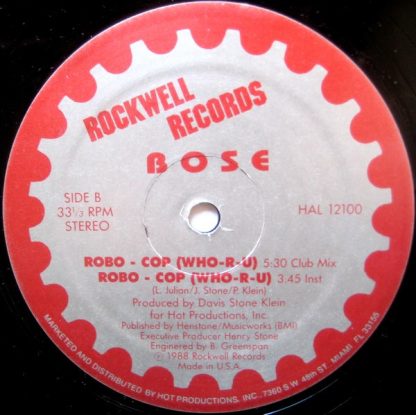 ROCKWELL RECORDS
BOSE
SIDE B
33⅓ RPM
STEREO
HAL 12100
ROBO - COP (WHO-R-U) 5:30 Club Mix
ROBO - COP (WHO-R-U) 3.45 Inst.
(L. Julian/J. Stone/P. Klein)
Produced by Davis Stone Klein
for Hot Productions, Inc.
Published by Henstone/Musicworks (BMI)
Executive Producer Henry Stone
Enginered by B. Greenspan
℗ 1988 Rockwell Records
Made in U.S.A.
MARKETED AND DISTRIBUTED BY HOT PRODUCTIONS, INC., 7360 S.W 48th ST. MIAMI, FL 33155